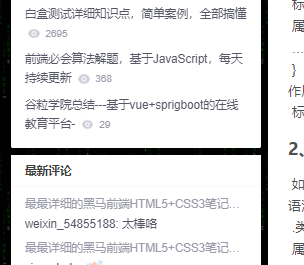 白盒测试详细知识点，简单案例，全部搞懂
2695
前端必会算法解题，基于JavaScript，每天
持续更新 368
谷粒学院总结---基于vue+sprigboot的在线
教育平台- 29
最新评论
最最详细的黑马前端HTML5+CSS3笔记...
weixin_54855188: 太棒咯
最最详细的黑马前端HTML5+CSS3笔记...
标
属
...
}
作用
标
2、
如
语法
.类
属